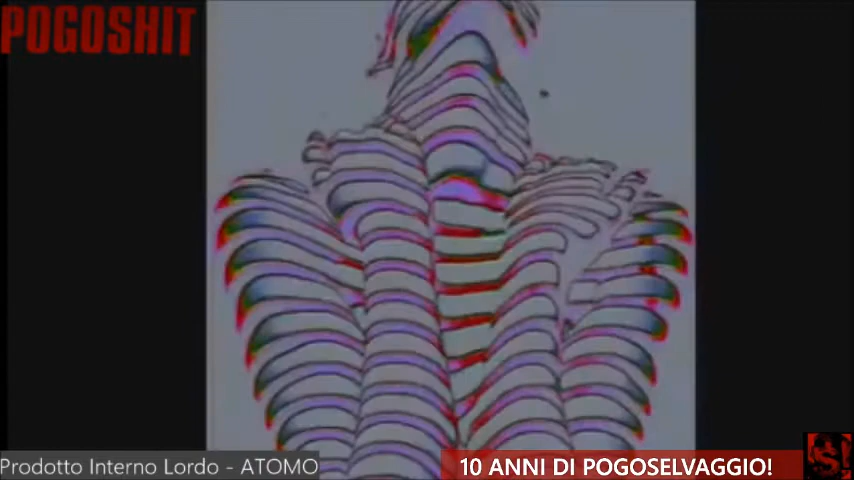 POGOSHIT
Prodotto Interno Lordo - ATOMO
10 ANNI DI POGOSELVAGGIO!